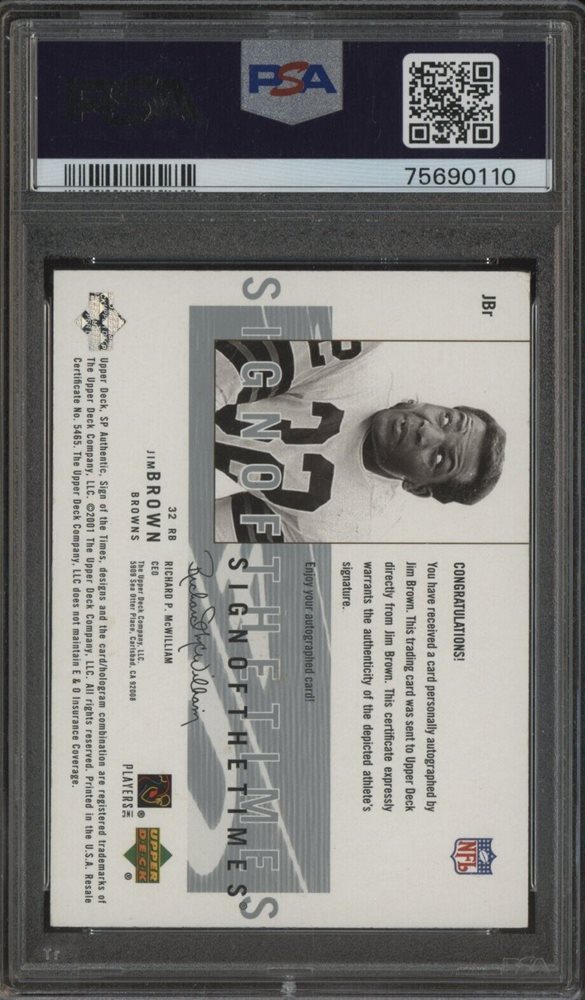 PSA
75690110
JBr
CONGRATULATIONS!
You have received a card personally autographed by
Jim Brown. This trading card was sent to Upper Deck
directly from Jim Brown. This certificate expressly
warrants the authenticity of the depicted athlete's
signature.
Enjoy your autographed card!
NFL
32
SIGN OF THE TIMES
SIGN OF THE TIMES
32 RB
JIM BROWN
BROWNS
Richard P. McWilliam
RICHARD P. McWILLIAM
CEO
The Upper Deck Company, LLC.
5909 Sea Otter Place, Carlsbad, CA 92008
PLAYERS INC
UPPER
DECK
Upper Deck, SP Authentic, Sign of the Times, designs and the card/hologram combination are registered trademarks of
The Upper Deck Company, LLC. ©2001 The Upper Deck Company, LLC. All rights reserved. Printed in the U.S.A. Resale
Certificate No. 5465. The Upper Deck Company, LLC does not maintain E & O Insurance Coverage.
PSA